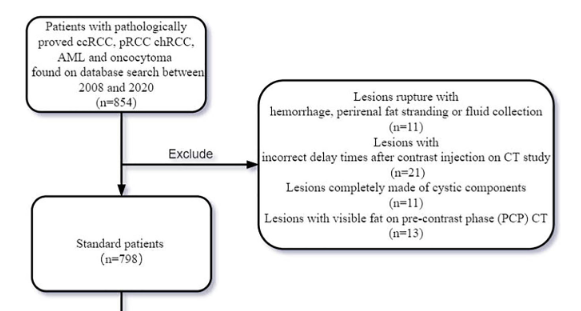 Patients with pathologically
proved ccRCC, pRCC chRCC,
AML and oncocytoma
found on database search between
2008 and 2020
(n=854)
Exclude
Lesions rupture with
hemorrhage, perirenal fat stranding or fluid collection
(n=11)
Lesions with
incorrect delay times after contrast injection on CT study
(n=21)
Lesions completely made of cystic components
(n=11)
Lesions with visible fat on pre-contrast phase (PCP) CT
(n=13)
Standard patients
(n=798)